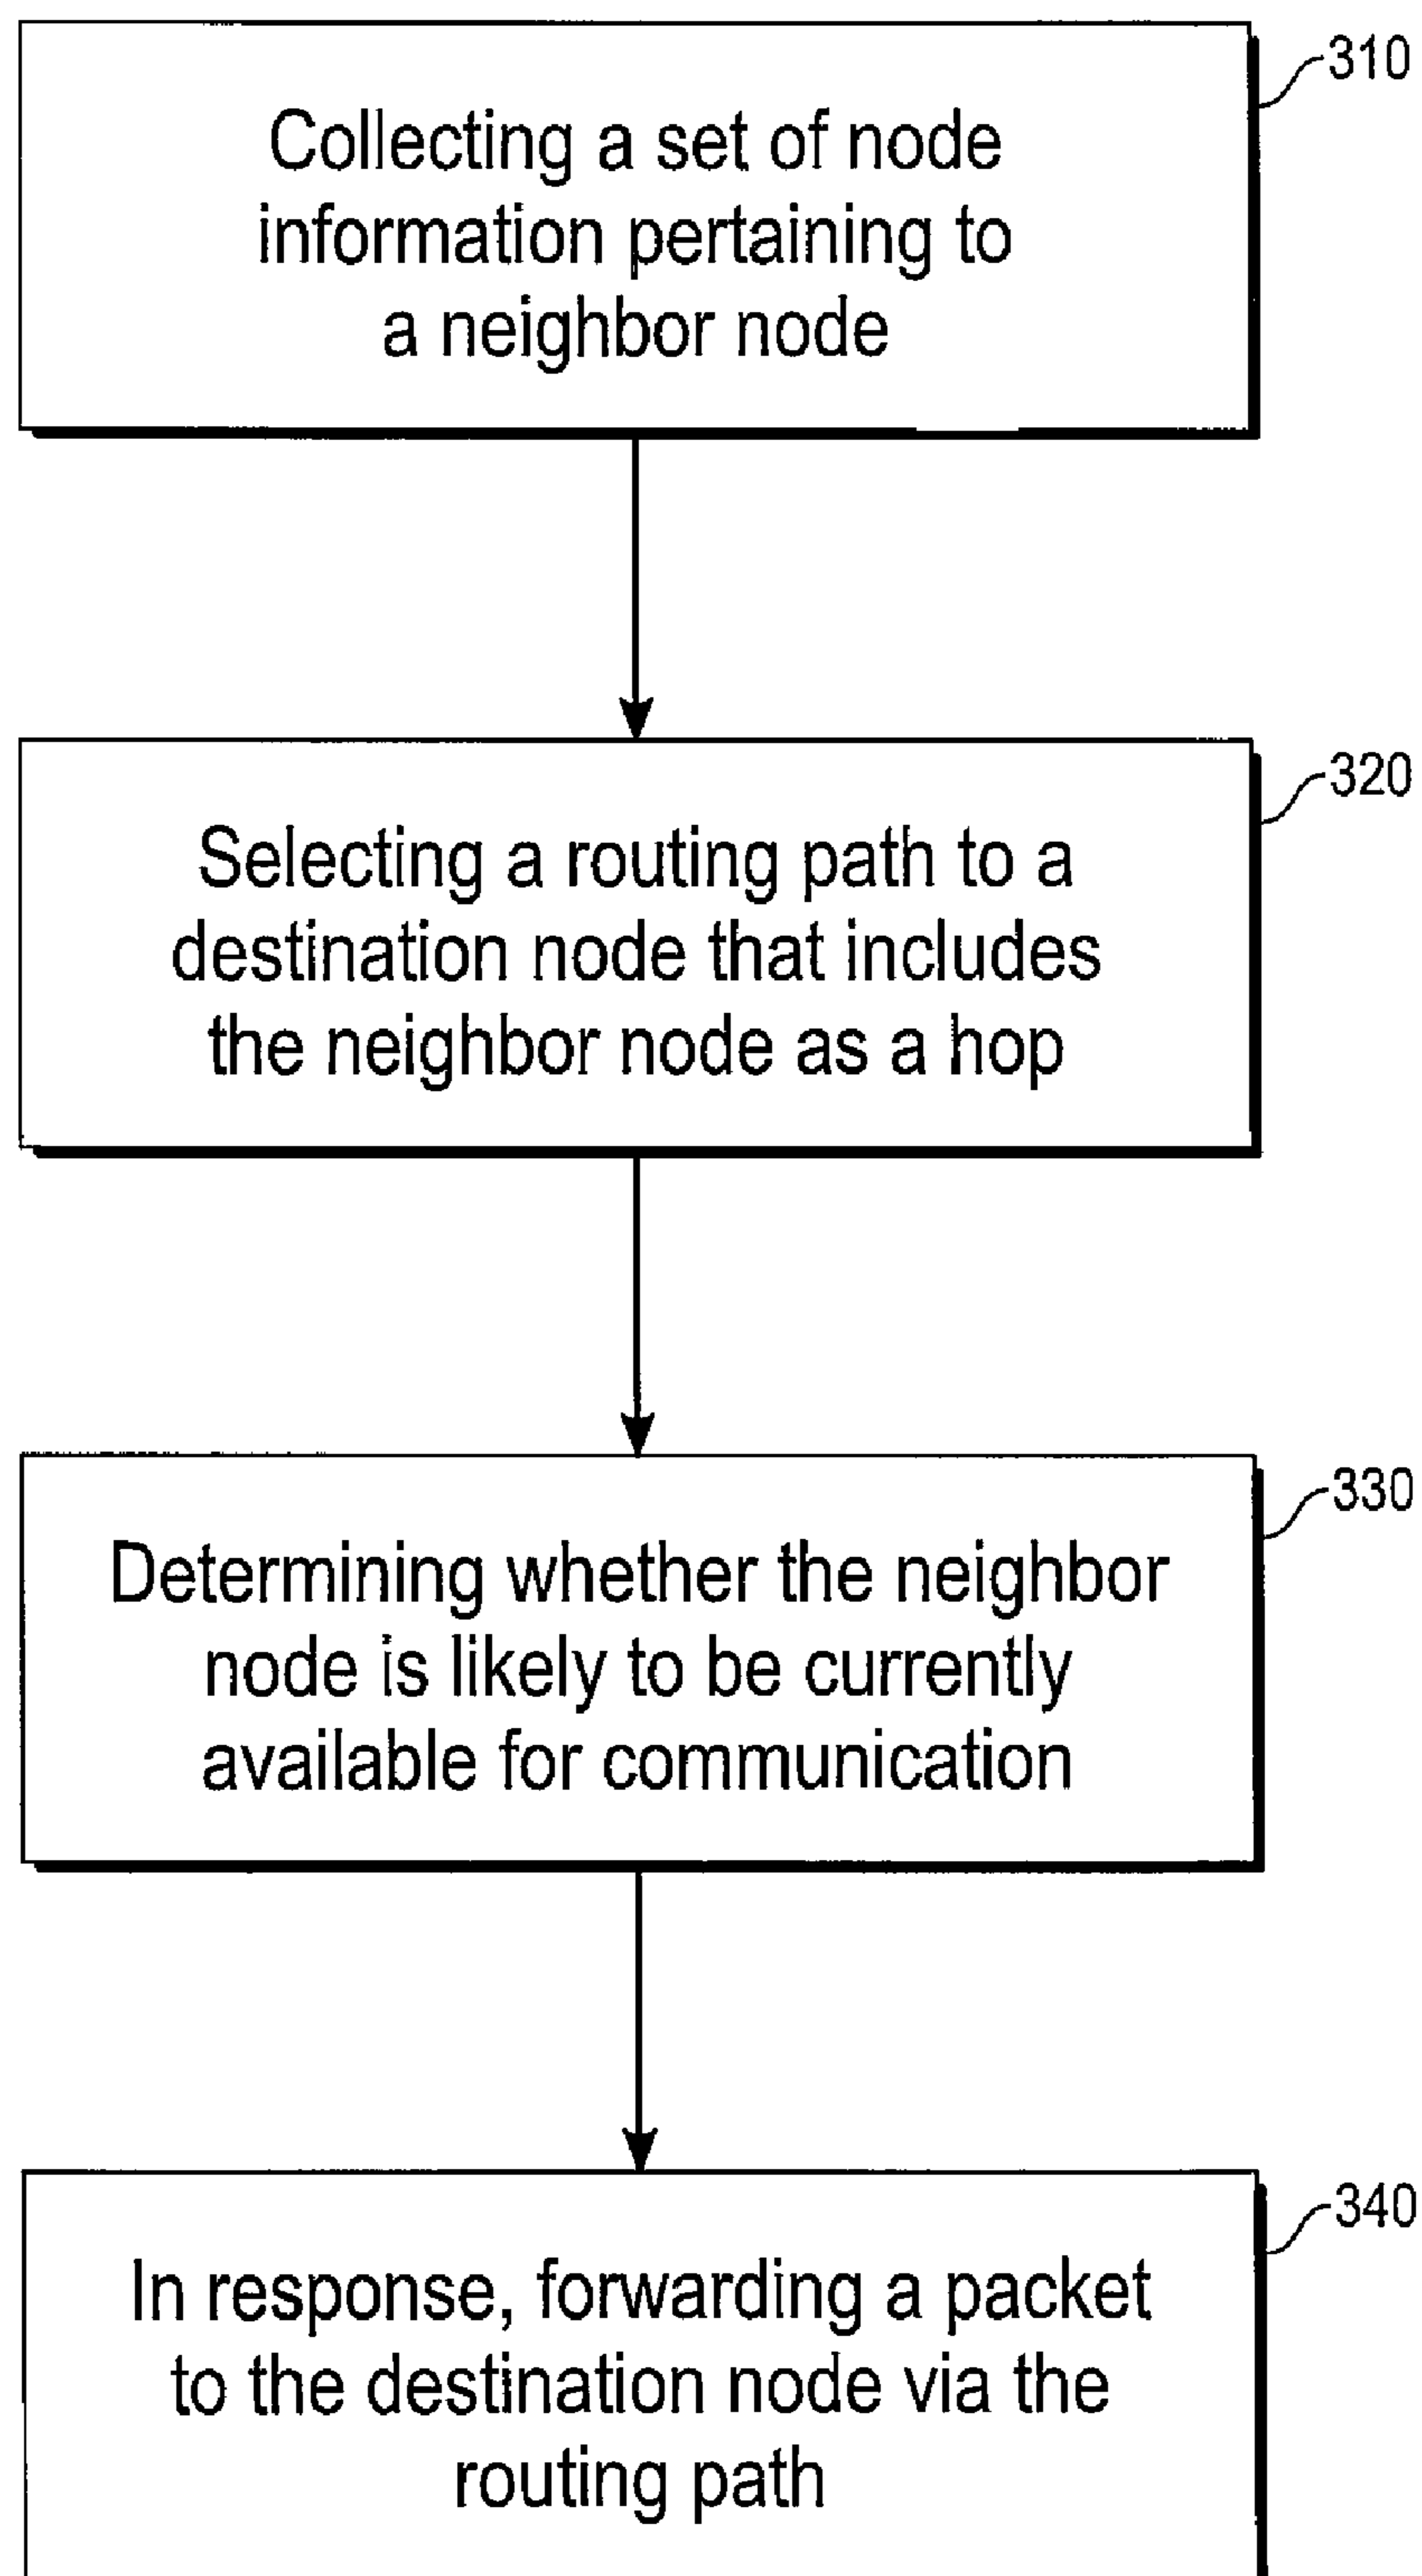 310
Collecting a set of node
information pertaining to
a neighbor node
320
Selecting a routing path to a
destination node that includes
the neighbor node as a hop
330
Determining whether the neighbor
node is likely to be currently
available for communication
340
In response, forwarding a packet
to the destination node via the
routing path